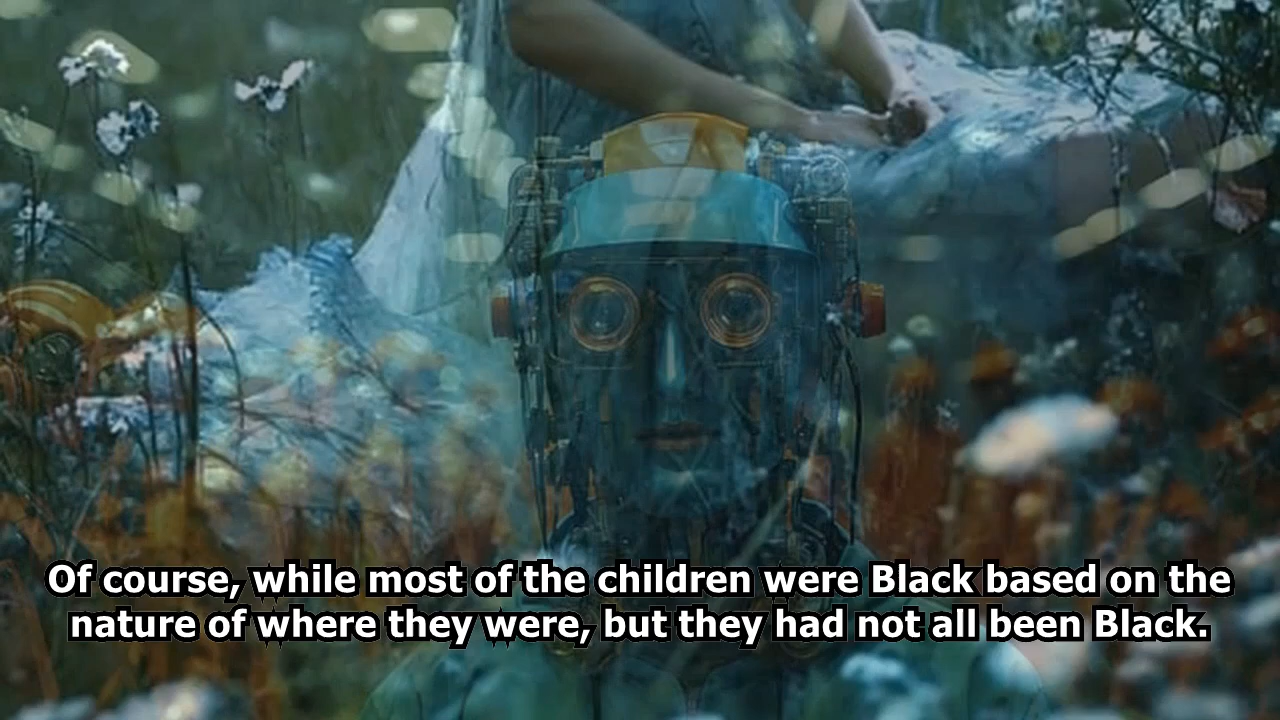 Of course, while most of the children were Black based on the
nature of where they were, but they had not all been Black.